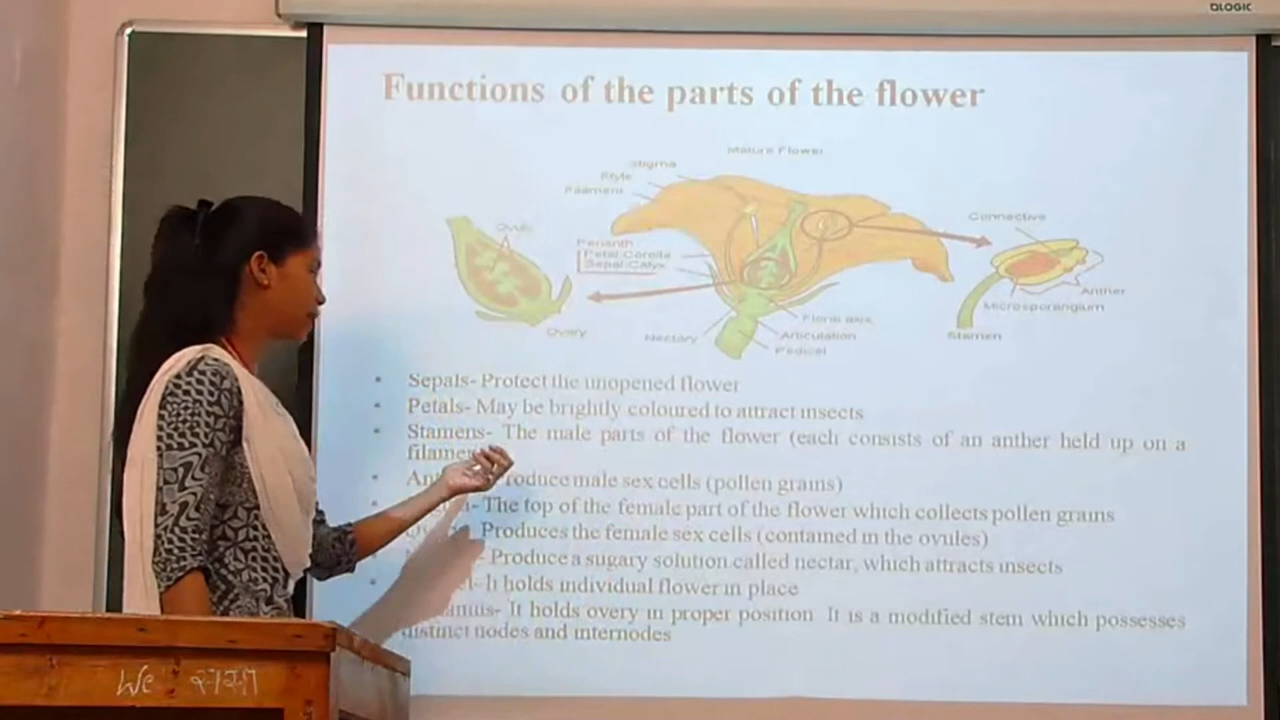 QLOGIC
Functions of the parts of the flower
Mature Flower
Stigma
Style
Filament
Connective
Ovule
Perianth
Petal:Corolla
Sepal:Calyx
Anther
Microsporangium
Floral axis
Ovary
Nectary
Articulation
Stamen
Pedicel
• Sepals- Protect the unopened flower
• Petals- May be brightly coloured to attract insects
• Stamens- The male parts of the flower (each consists of an anther held up on a
• produce male sex cells (pollen grains)
- The top of the female part of the flower which collects pollen grains
Produces the female sex cells (contained in the ovules)
- Produce a sugary solution called nectar, which attracts insects
- It holds individual flower in place
- It holds overy in proper position It is a modified stem which possesses
distinct nodes and internodes
We